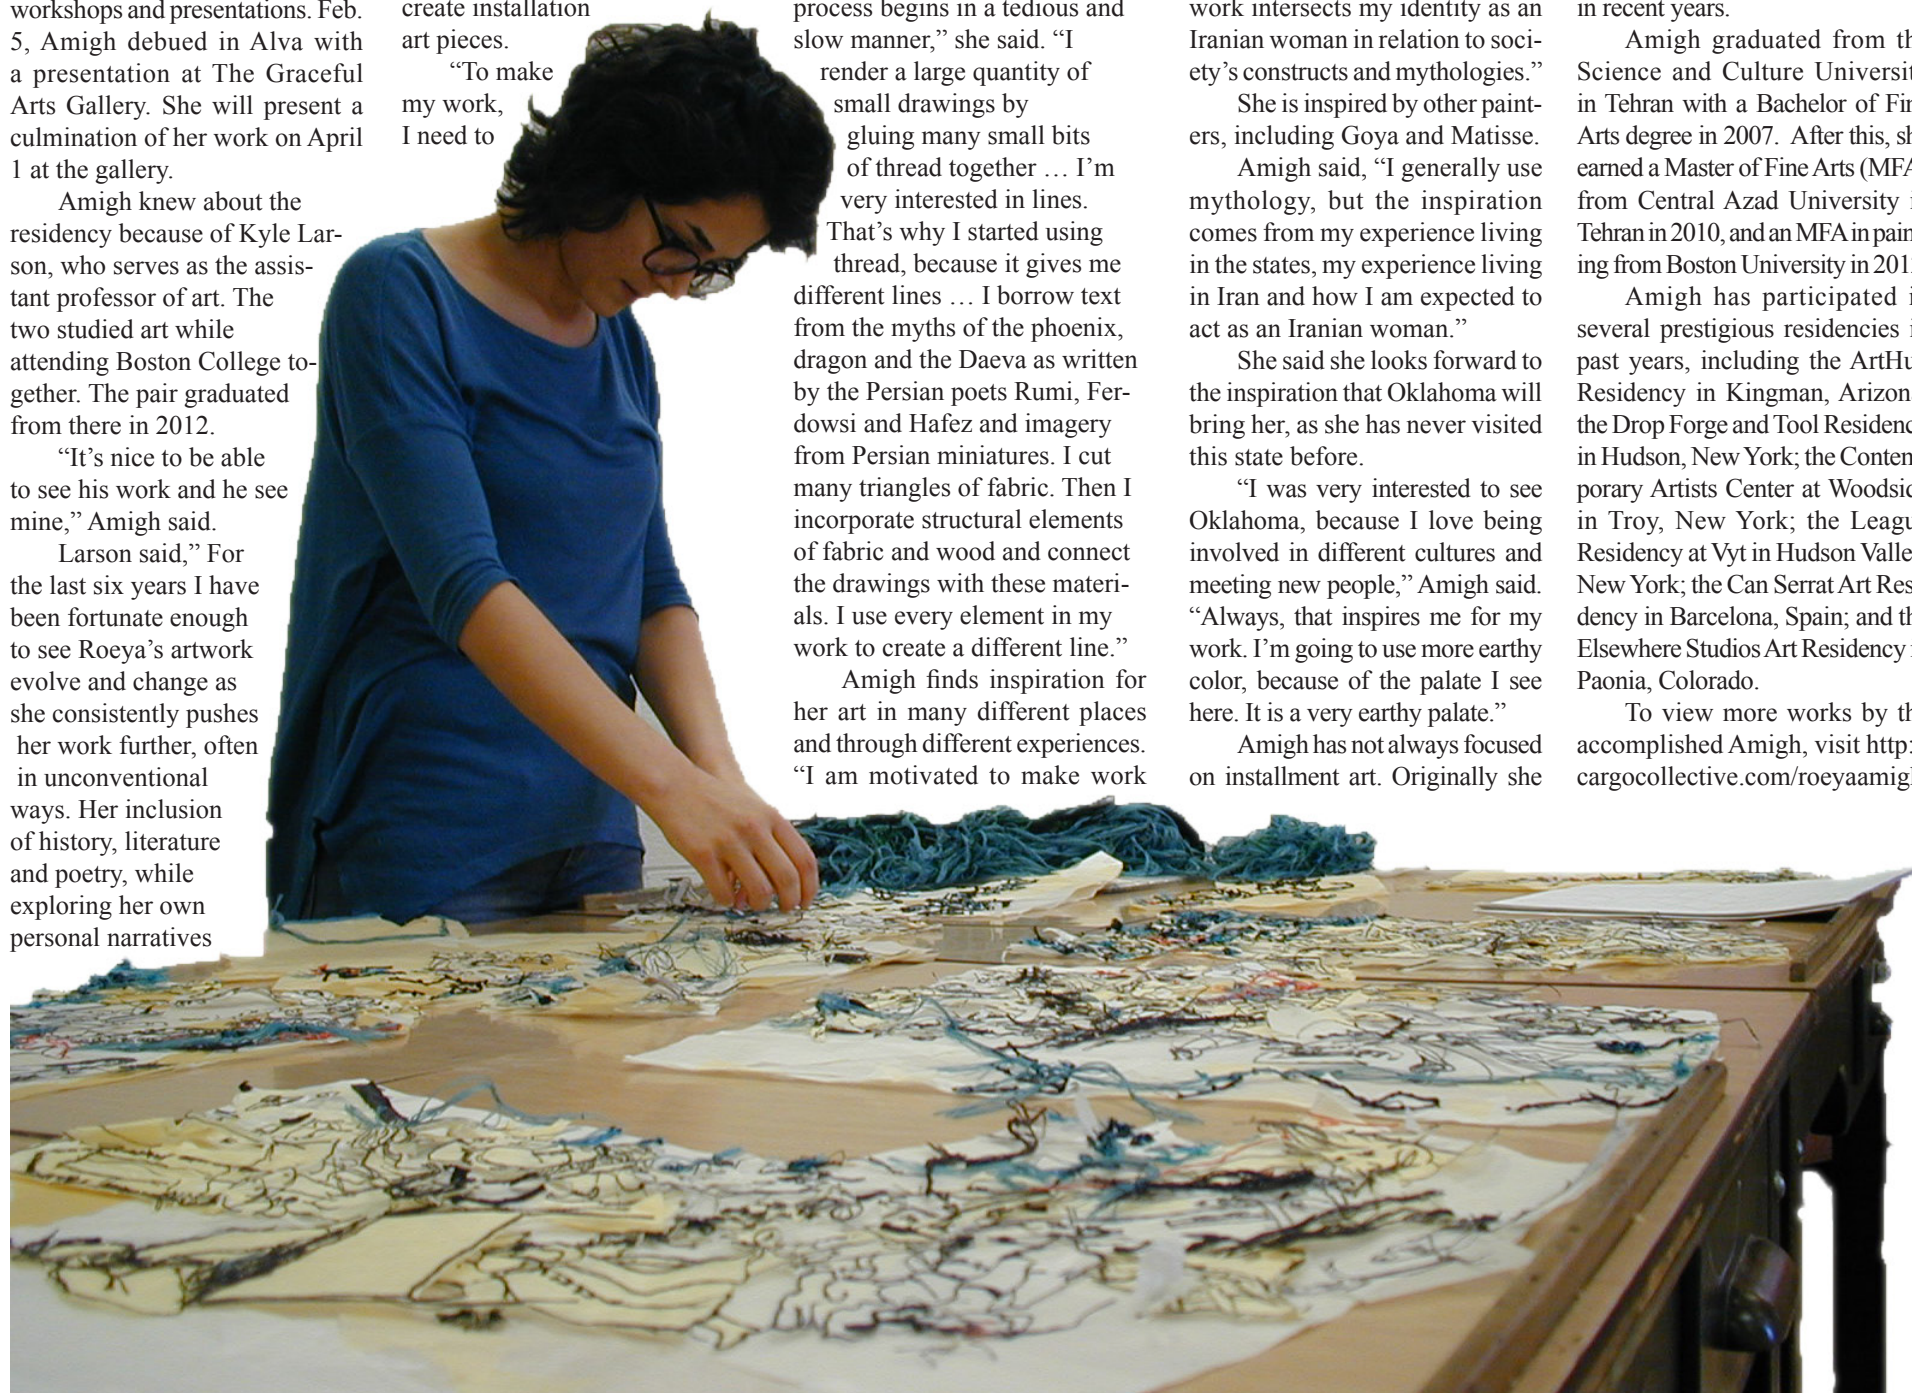 workshops and presentations. Feb.
5, Amigh debued in Alva with
a presentation at The Graceful
Arts Gallery. She will present a
culmination of her work on April
1 at the gallery.
Amigh knew about the
residency because of Kyle Lar-
son, who serves as the assis-
tant professor of art. The
two studied art while
attending Boston College to-
gether. The pair graduated
from there in 2012.
“It’s nice to be able
to see his work and he see
mine,” Amigh said.
Larson said,” For
the last six years I have
been fortunate enough
to see Roeya’s artwork
evolve and change as
she consistently pushes
her work further, often
in unconventional
ways. Her inclusion
of history, literature
and poetry, while
exploring her own
personal narratives
create installation
art pieces.
“To make
my work,
I need to
process begins in a tedious and
slow manner,” she said. “I
render a large quantity of
small drawings by
gluing many small bits
of thread together … I’m
very interested in lines.
That’s why I started using
thread, because it gives me
different lines … I borrow text
from the myths of the phoenix,
dragon and the Daeva as written
by the Persian poets Rumi, Fer-
dowsi and Hafez and imagery
from Persian miniatures. I cut
many triangles of fabric. Then I
incorporate structural elements
of fabric and wood and connect
the drawings with these materi-
als. I use every element in my
work to create a different line.”
Amigh finds inspiration for
her art in many different places
and through different experiences.
“I am motivated to make work
work intersects my identity as an
Iranian woman in relation to soci-
ety’s constructs and mythologies.”
She is inspired by other paint-
ers, including Goya and Matisse.
Amigh said, “I generally use
mythology, but the inspiration
comes from my experience living
in the states, my experience living
in Iran and how I am expected to
act as an Iranian woman.”
She said she looks forward to
the inspiration that Oklahoma will
bring her, as she has never visited
this state before.
“I was very interested to see
Oklahoma, because I love being
involved in different cultures and
meeting new people,” Amigh said.
“Always, that inspires me for my
work. I’m going to use more earthy
color, because of the palate I see
here. It is a very earthy palate.”
Amigh has not always focused
on installment art. Originally she
in recent years.
Amigh graduated from th
Science and Culture Universit
in Tehran with a Bachelor of Fin
Arts degree in 2007. After this, sh
earned a Master of Fine Arts (MFA
from Central Azad University i
Tehran in 2010, and an MFA in pain
ing from Boston University in 201
Amigh has participated i
several prestigious residencies i
past years, including the ArtHu
Residency in Kingman, Arizon
the Drop Forge and Tool Residenc
in Hudson, New York; the Contem
porary Artists Center at Woodsid
in Troy, New York; the Leagu
Residency at Vyt in Hudson Valle
New York; the Can Serrat Art Res
dency in Barcelona, Spain; and th
Elsewhere Studios Art Residency
Paonia, Colorado.
To view more works by th
accomplished Amigh, visit http:
cargocollective.com/roeyaamigh